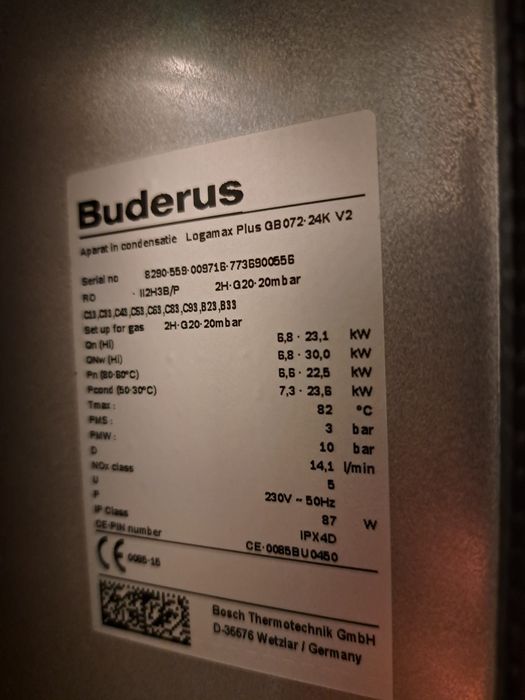 Buderus
Aparat in condensatie Logamax Plus GB072-24K V2
Serial no 8290-559-009716-7736900556
RO II2H3B/P 2H-G20-20mbar
C13,C33,C43,C53,C63,C83,C93,B23,B33
Set up for gas 2H-G20-20mbar
Qn (Hi) 6,8 - 23,1 kW
QNw (Hi) 6,8 - 30,0 kW
Pn (80-60°C) 6,6 - 22,5 kW
Pcond (50-30°C) 7,3 - 23,6 kW
Tmax : 82 °C
PMS : 3 bar
PMW : 10 bar
D 14,1 l/min
NOx class 5
U 230V ~ 50Hz
P 87 W
IP Class IPX4D
CE-PIN number CE-0085BU0450
CE 0085-15
Bosch Thermotechnik GmbH
D-35576 Wetzlar / Germany